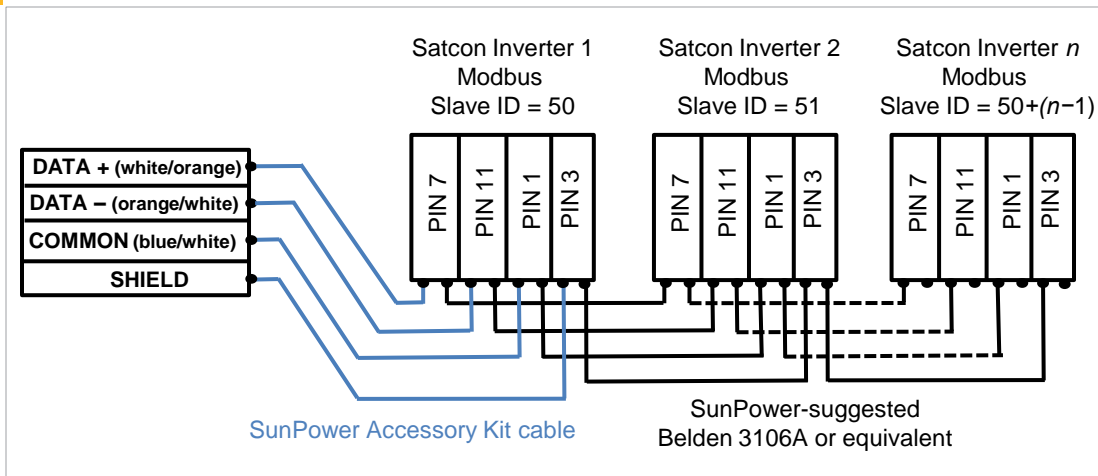 Satcon Inverter 1
Modbus
Slave ID = 50
Satcon Inverter 2
Modbus
Slave ID = 51
Satcon Inverter n
Modbus
Slave ID = 50+(n−1)
DATA + (white/orange)
DATA – (orange/white)
COMMON (blue/white)
SHIELD
PIN 7
PIN 11
PIN 1
PIN 3
PIN 7
PIN 11
PIN 1
PIN 3
PIN 7
PIN 11
PIN 1
PIN 3
SunPower Accessory Kit cable
SunPower-suggested
Belden 3106A or equivalent